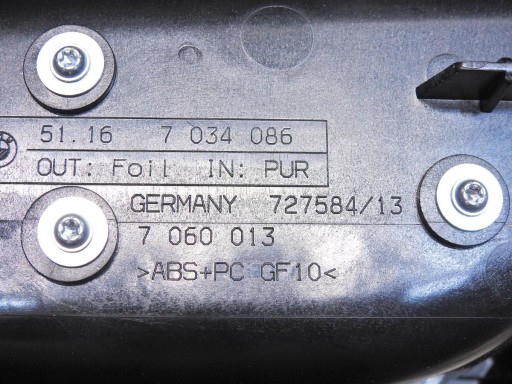 51.16 7 034 086
OUT: Foil IN: PUR
GERMANY 727584/13
7 060 013
>ABS+PC GF10<